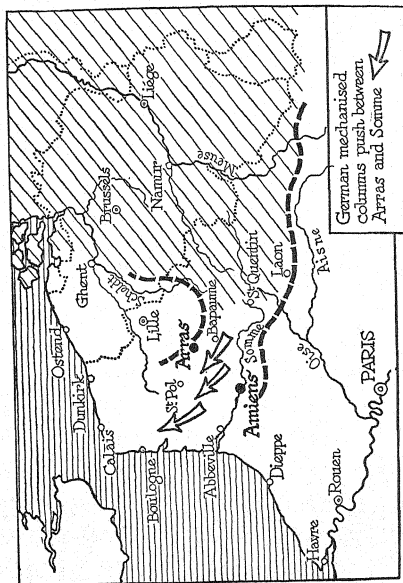 Ostend
Dunkirk
Calais
Boulogne
Abbeville
Dieppe
Havre
Rouen
PARIS
Ghent
Scheldt
Brussels
Lille
Arras
St Pol
Bapaume
Amiens
Somme
St Quentin
Laon
Oise
Aisne
Namur
Meuse
Liége
German mechanised
columns push between
Arras and Somme